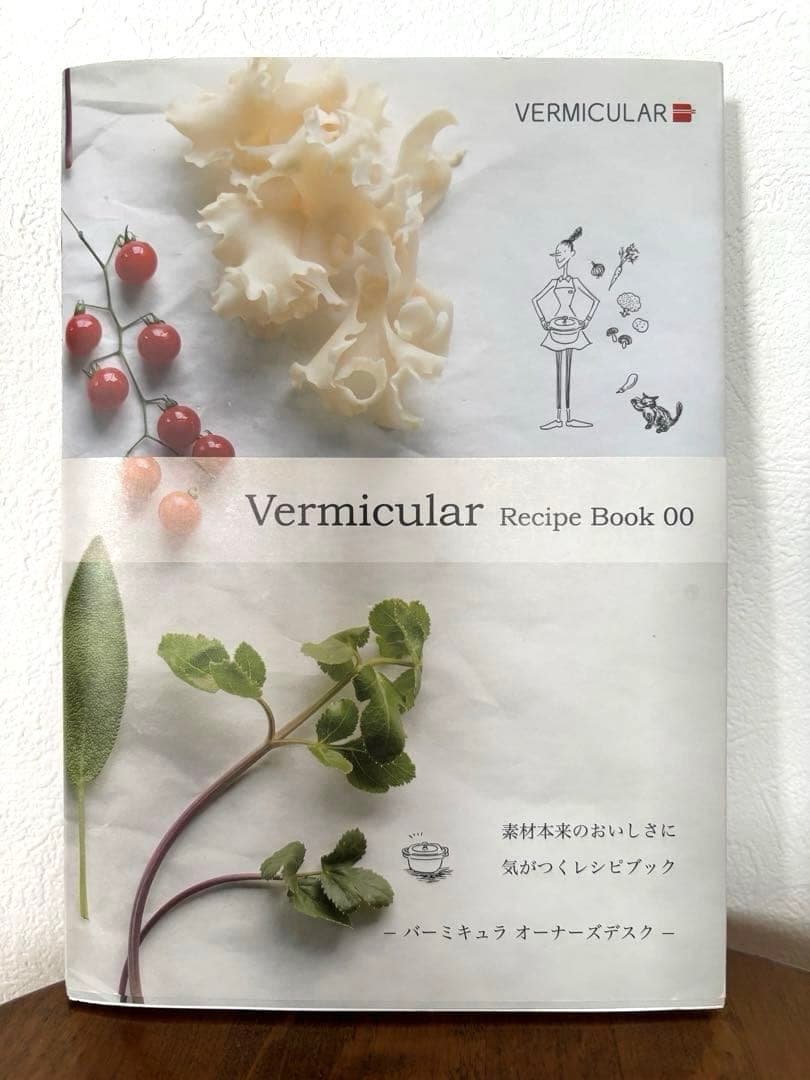 VERMICULAR
Vermicular Recipe Book 00
素材本来のおいしさに
気がつくレシピブック
– バーミキュラ オーナーズデスク –